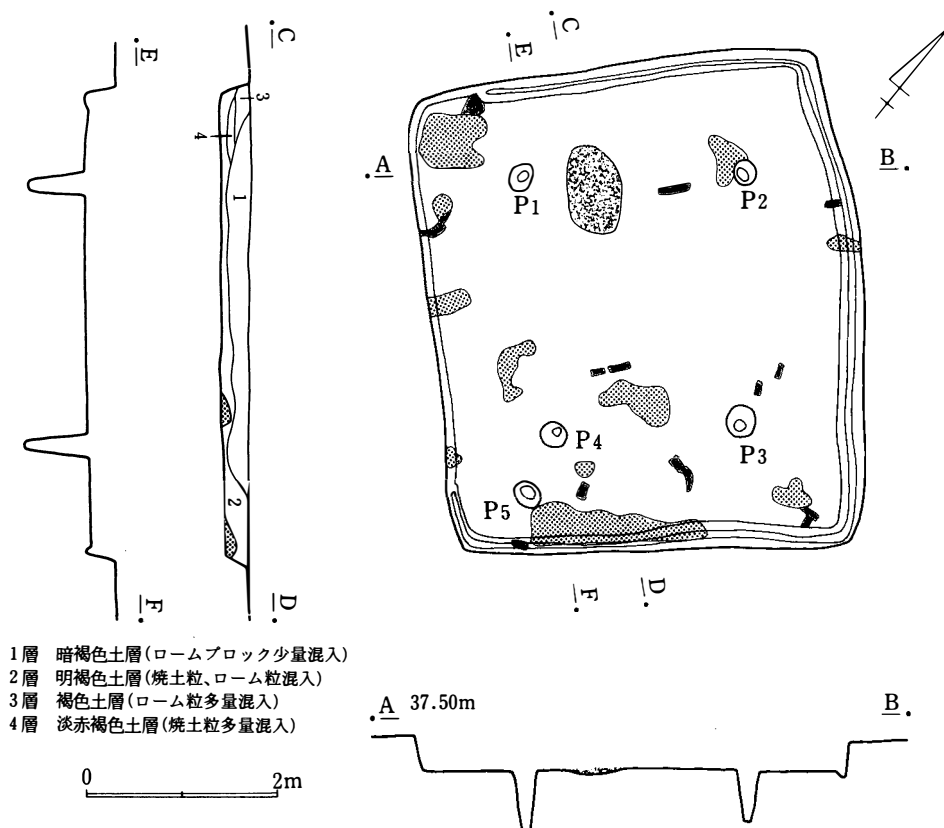 C
E
E
C
3
4
A
B
1
P1
P2
P4
P3
2
P5
F
D
F
D
1層 暗褐色土層(ロームブロック少量混入)
2層 明褐色土層(焼土粒、ローム粒混入)
3層 褐色土層(ローム粒多量混入)
4層 淡赤褐色土層(焼土粒多量混入)
A 37.50m
B
0 2m